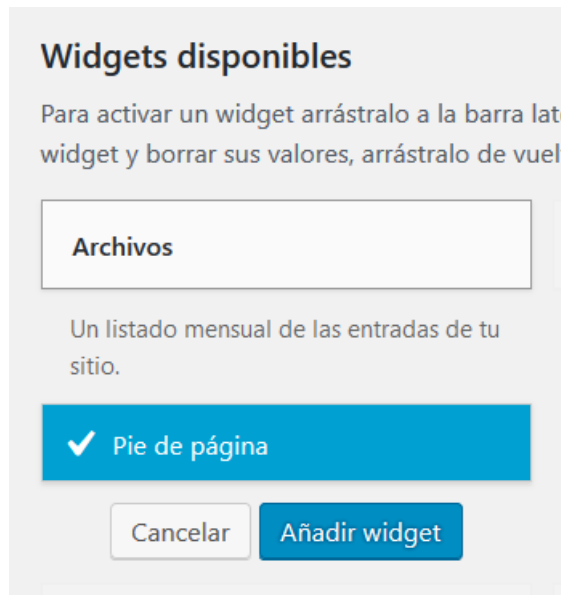 Widgets disponibles
Para activar un widget arrástralo a la barra
widget y borrar sus valores, arrástralo de
Archivos
Un listado mensual de las entradas de tu
sitio.
Pie de página
Cancelar
Añadir widget